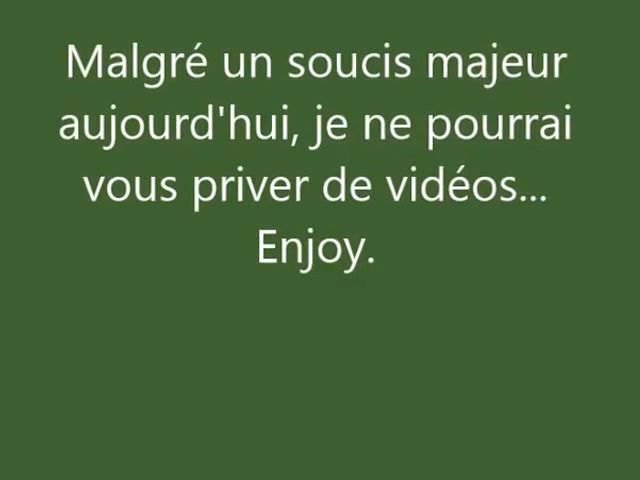 Malgré un soucis majeur
aujourd'hui, je ne pourrai
vous priver de vidéos...
Enjoy.